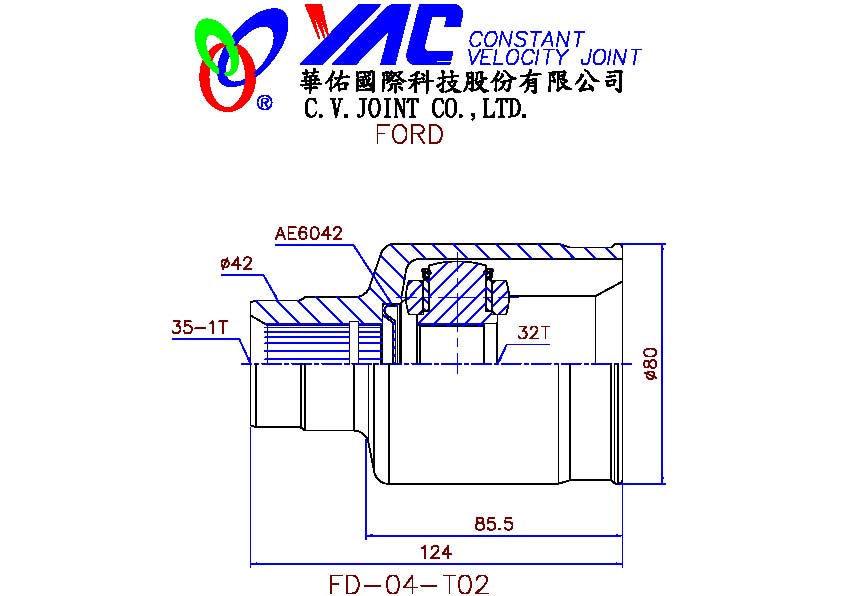 YAC CONSTANT
VELOCITY JOINT
®
華佑國際科技股份有限公司
C.V.JOINT CO.,LTD.
FORD
AE6042
ø42
35-1T
32T
ø80
85.5
124
FD-04-T02